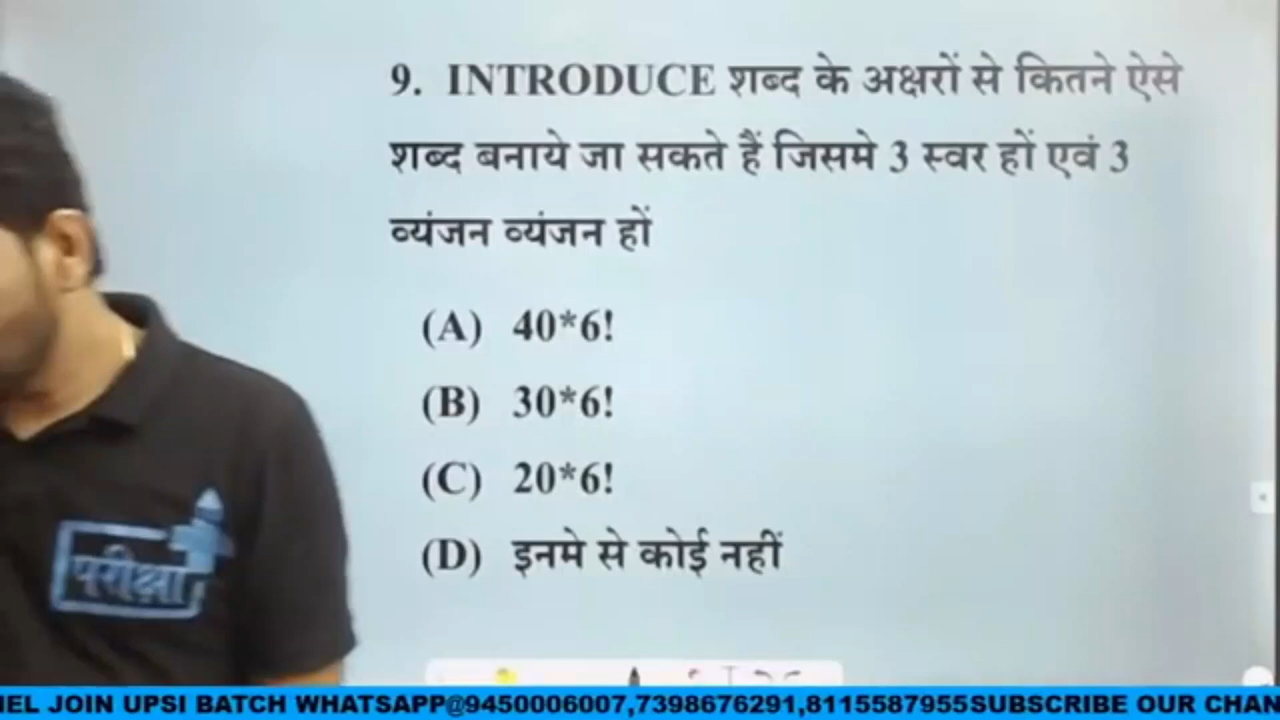 9. INTRODUCE शब्द के अक्षरों से कितने ऐसे
शब्द बनाये जा सकते हैं जिसमे 3 स्वर हों एवं 3
व्यंजन व्यंजन हों
(A) 40*6!
(B) 30*6!
(C) 20*6!
(D) इनमे से कोई नहीं
परीक्षा
NEL JOIN UPSI BATCH WHATSAPP@9450006007,7398676291,8115587955SUBSCRIBE OUR CHAN